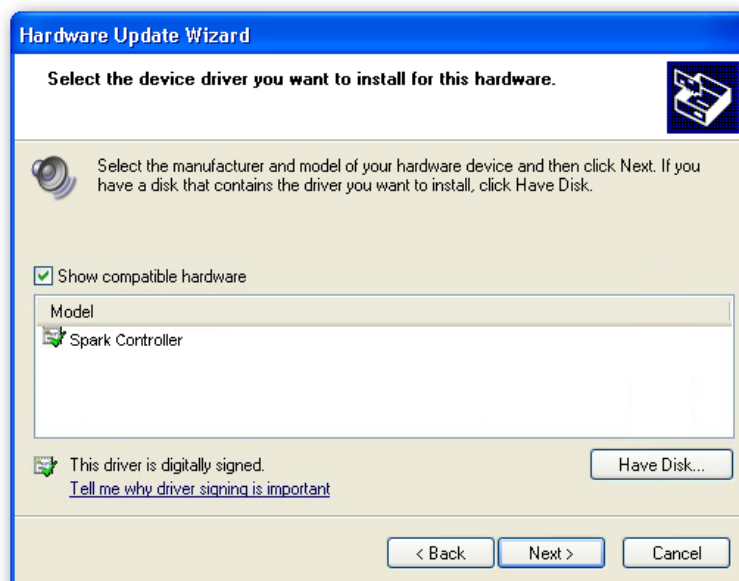 Hardware Update Wizard
Select the device driver you want to install for this hardware.
Select the manufacturer and model of your hardware device and then click Next. If you
have a disk that contains the driver you want to install, click Have Disk.
Show compatible hardware
Model
Spark Controller
This driver is digitally signed.
Have Disk...
Tell me why driver signing is important
< Back
Next >
Cancel